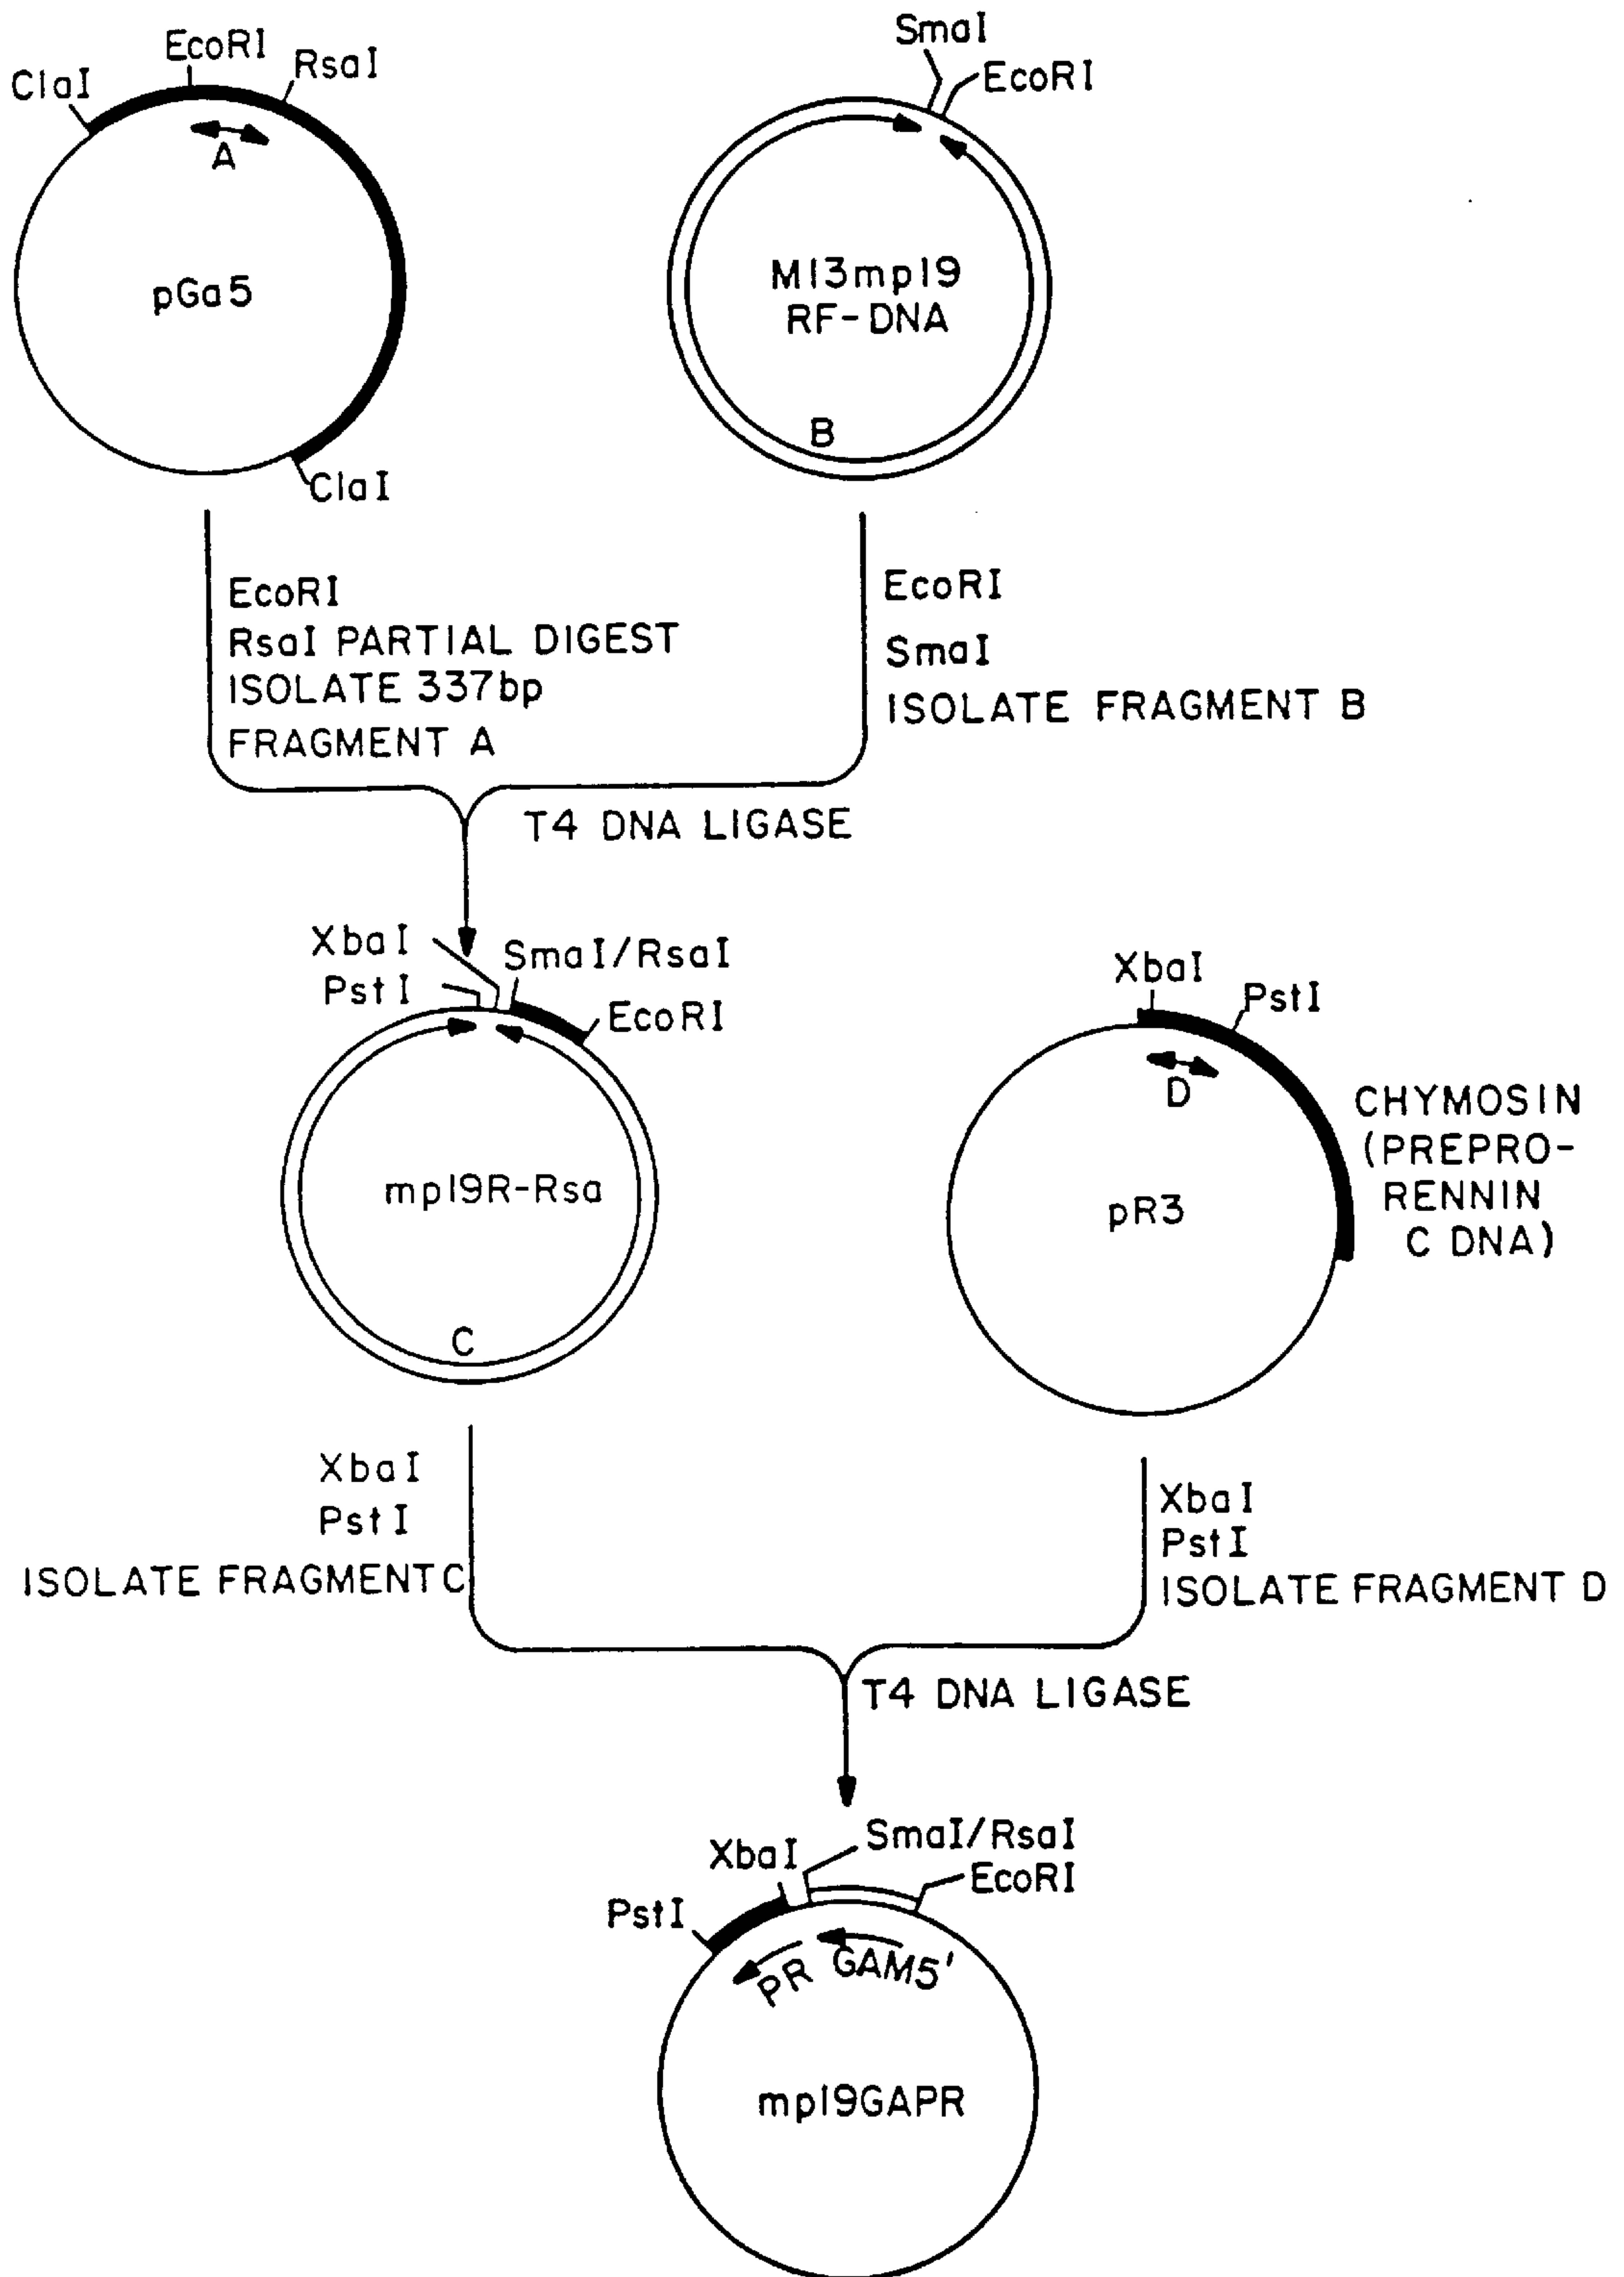 ClaI
EcoRI
RsaI
A
pGa5
ClaI
SmaI
EcoRI
M13mp19
RF-DNA
B
EcoRI
RsaI PARTIAL DIGEST
ISOLATE 337bp
FRAGMENT A
EcoRI
SmaI
ISOLATE FRAGMENT B
T4 DNA LIGASE
XbaI
SmaI/RsaI
PstI
EcoRI
mp19R-Rsa
C
XbaI
PstI
D
pR3
CHYMOSIN
(PREPRO-
RENNIN
C DNA)
XbaI
PstI
ISOLATE FRAGMENT C
XbaI
PstI
ISOLATE FRAGMENT D
T4 DNA LIGASE
XbaI
SmaI/RsaI
EcoRI
PstI
PR
GAM5'
mp19GAPR